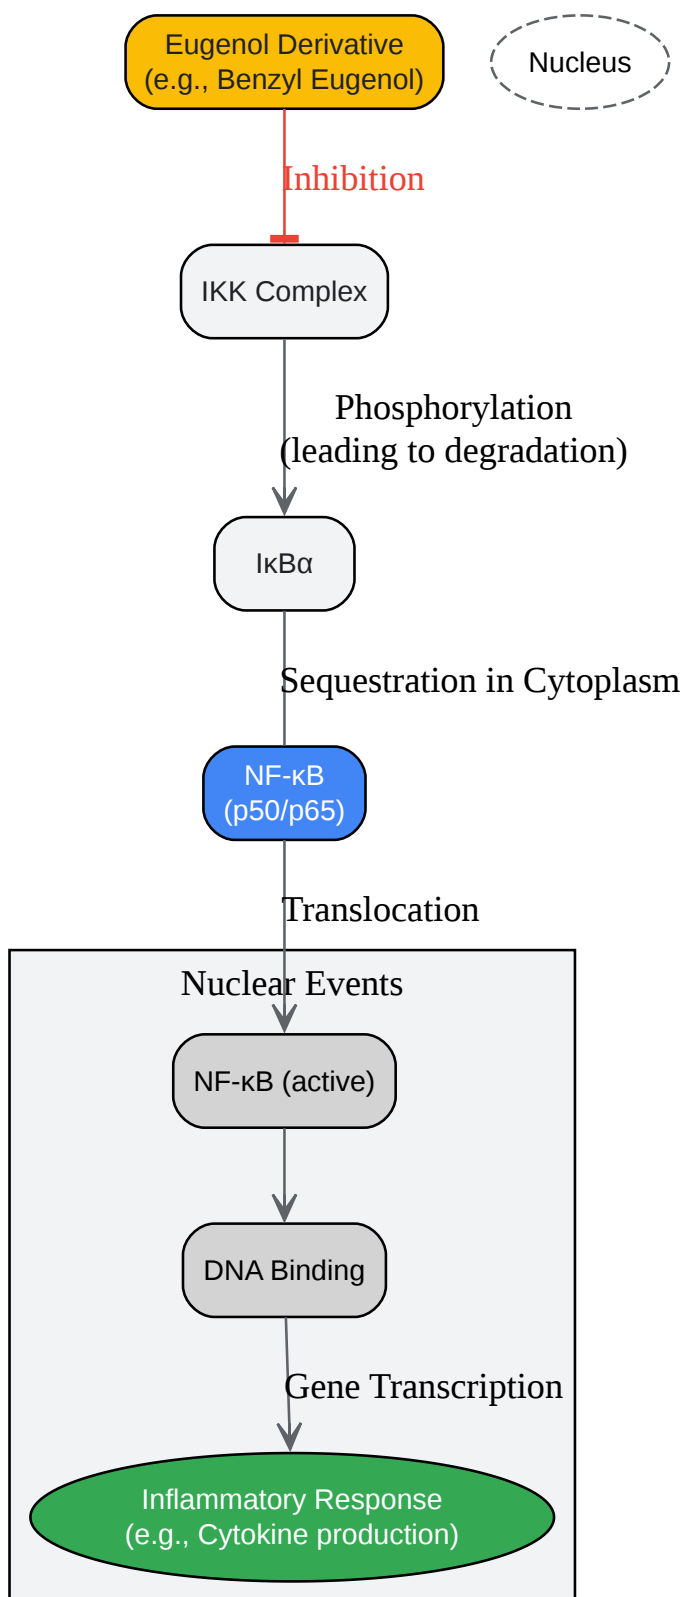 Eugenol Derivative
(e.g., Benzyl Eugenol)
Nucleus
Inhibition
IKK Complex
Phosphorylation
(leading to degradation)
IκBα
Sequestration in Cytoplasm
NF-κB
(p50/p65)
Translocation
Nuclear Events
NF-κB (active)
DNA Binding
Gene Transcription
Inflammatory Response
(e.g., Cytokine production)